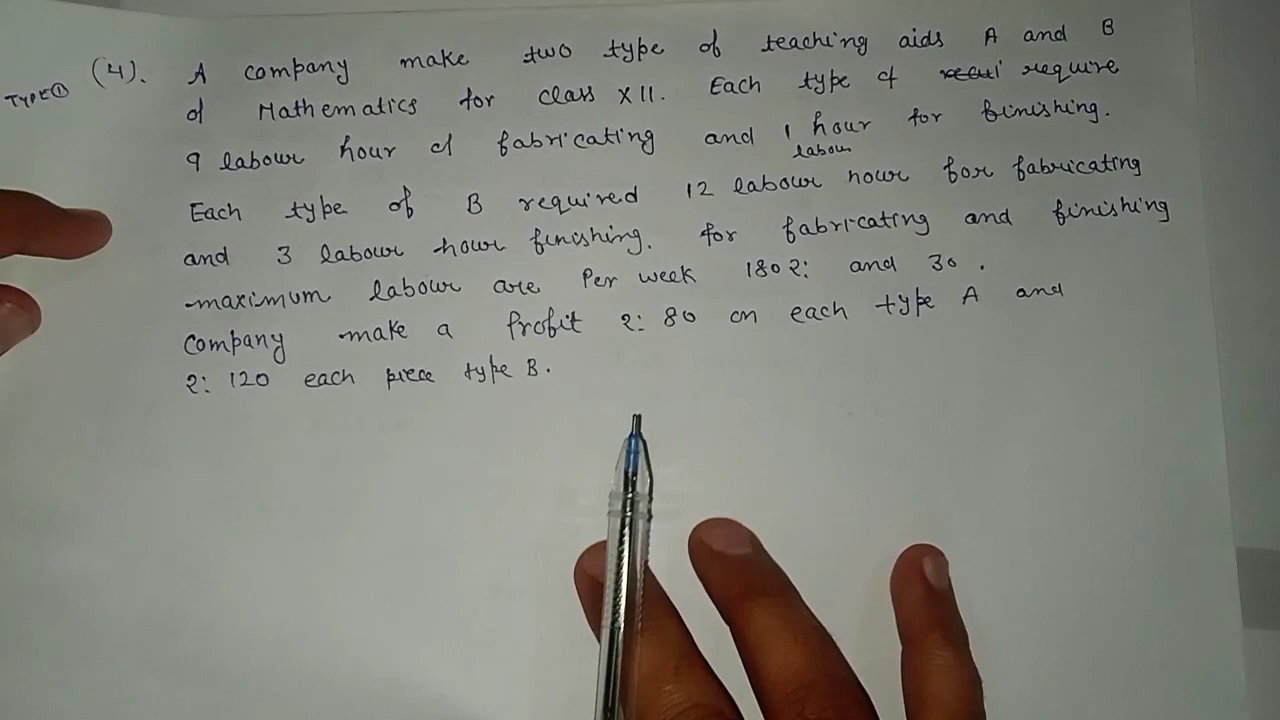 TYPE① (4). A company make two type of teaching aids A and B
of Mathematics for class XII. Each type of require
9 labour hour of fabricating and 1 hour for finishing.
labour
Each type of B required 12 labour hour for fabricating
and 3 labour hour finishing. for fabricating and finishing
maximum labour are Per week 180 २: and 30.
company make a Profit २: 80 on each type A and
२: 120 each piece type B.